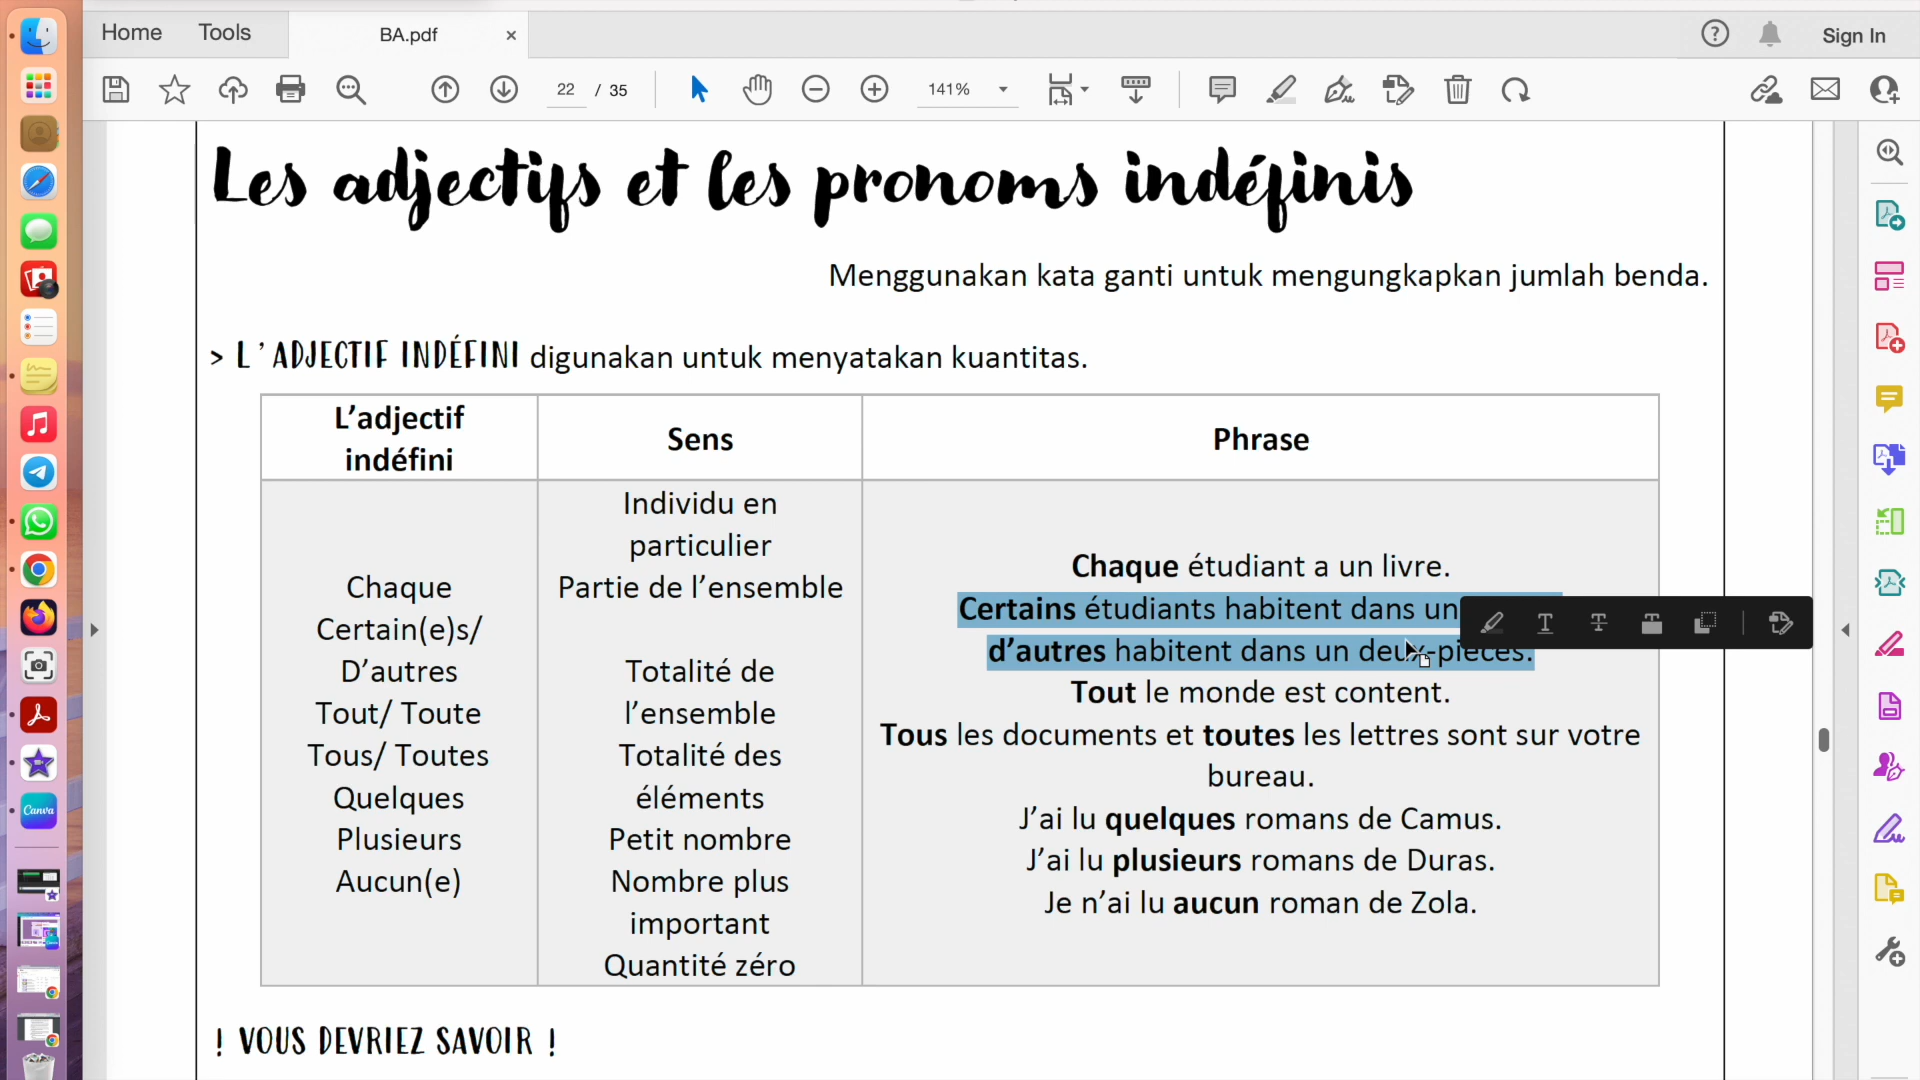 Home Tools BA.pdf Sign In
22 / 35 141%
Les adjectifs et les pronoms indéfinis
Menggunakan kata ganti untuk mengungkapkan jumlah benda.
> L'ADJECTIF INDÉFINI digunakan untuk menyatakan kuantitas.
L'adjectif
indéfini
Sens
Phrase
Chaque
Certain(e)s/
D'autres
Tout/ Toute
Tous/ Toutes
Quelques
Plusieurs
Aucun(e)
Individu en
particulier
Partie de l'ensemble
Totalité de
l'ensemble
Totalité des
éléments
Petit nombre
Nombre plus
important
Quantité zéro
Chaque étudiant a un livre.
Certains étudiants habitent dans un
d'autres habitent dans un deux-pièces.
Tout le monde est content.
Tous les documents et toutes les lettres sont sur votre
bureau.
J'ai lu quelques romans de Camus.
J'ai lu plusieurs romans de Duras.
Je n'ai lu aucun roman de Zola.
! VOUS DEVRIEZ SAVOIR !
Canva